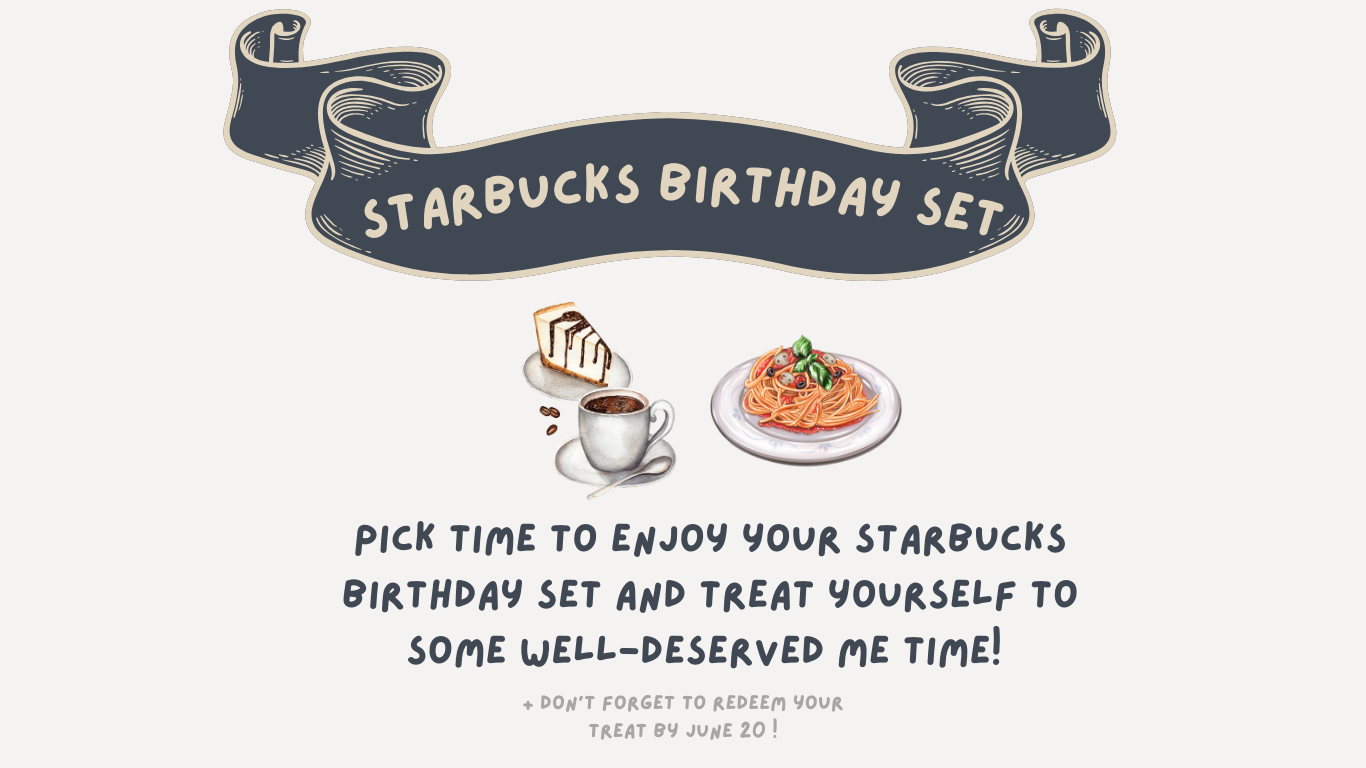 STARBUCKS BIRTHDAY SET
PICK TIME TO ENJOY YOUR STARBUCKS
BIRTHDAY SET AND TREAT YOURSELF TO
SOME WELL-DESERVED ME TIME!
+ DON'T FORGET TO REDEEM YOUR
TREAT BY JUNE 20 !